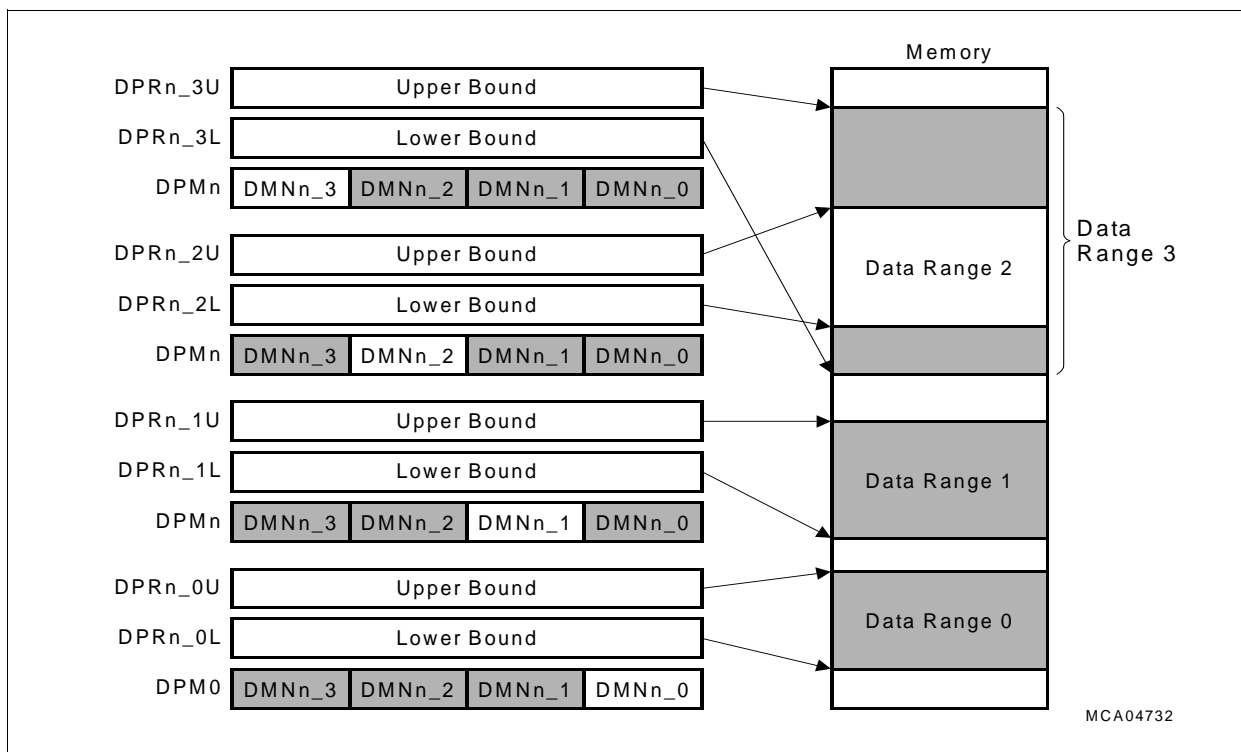 Memory
DPRn_3U Upper Bound
DPRn_3L Lower Bound
DPMn DMNn_3 DMNn_2 DMNn_1 DMNn_0
DPRn_2U Upper Bound
DPRn_2L Lower Bound
DPMn DMNn_3 DMNn_2 DMNn_1 DMNn_0
DPRn_1U Upper Bound
DPRn_1L Lower Bound
DPMn DMNn_3 DMNn_2 DMNn_1 DMNn_0
DPRn_0U Upper Bound
DPRn_0L Lower Bound
DPM0 DMNn_3 DMNn_2 DMNn_1 DMNn_0
Data Range 2
Data
Range 3
Data Range 1
Data Range 0
MCA04732